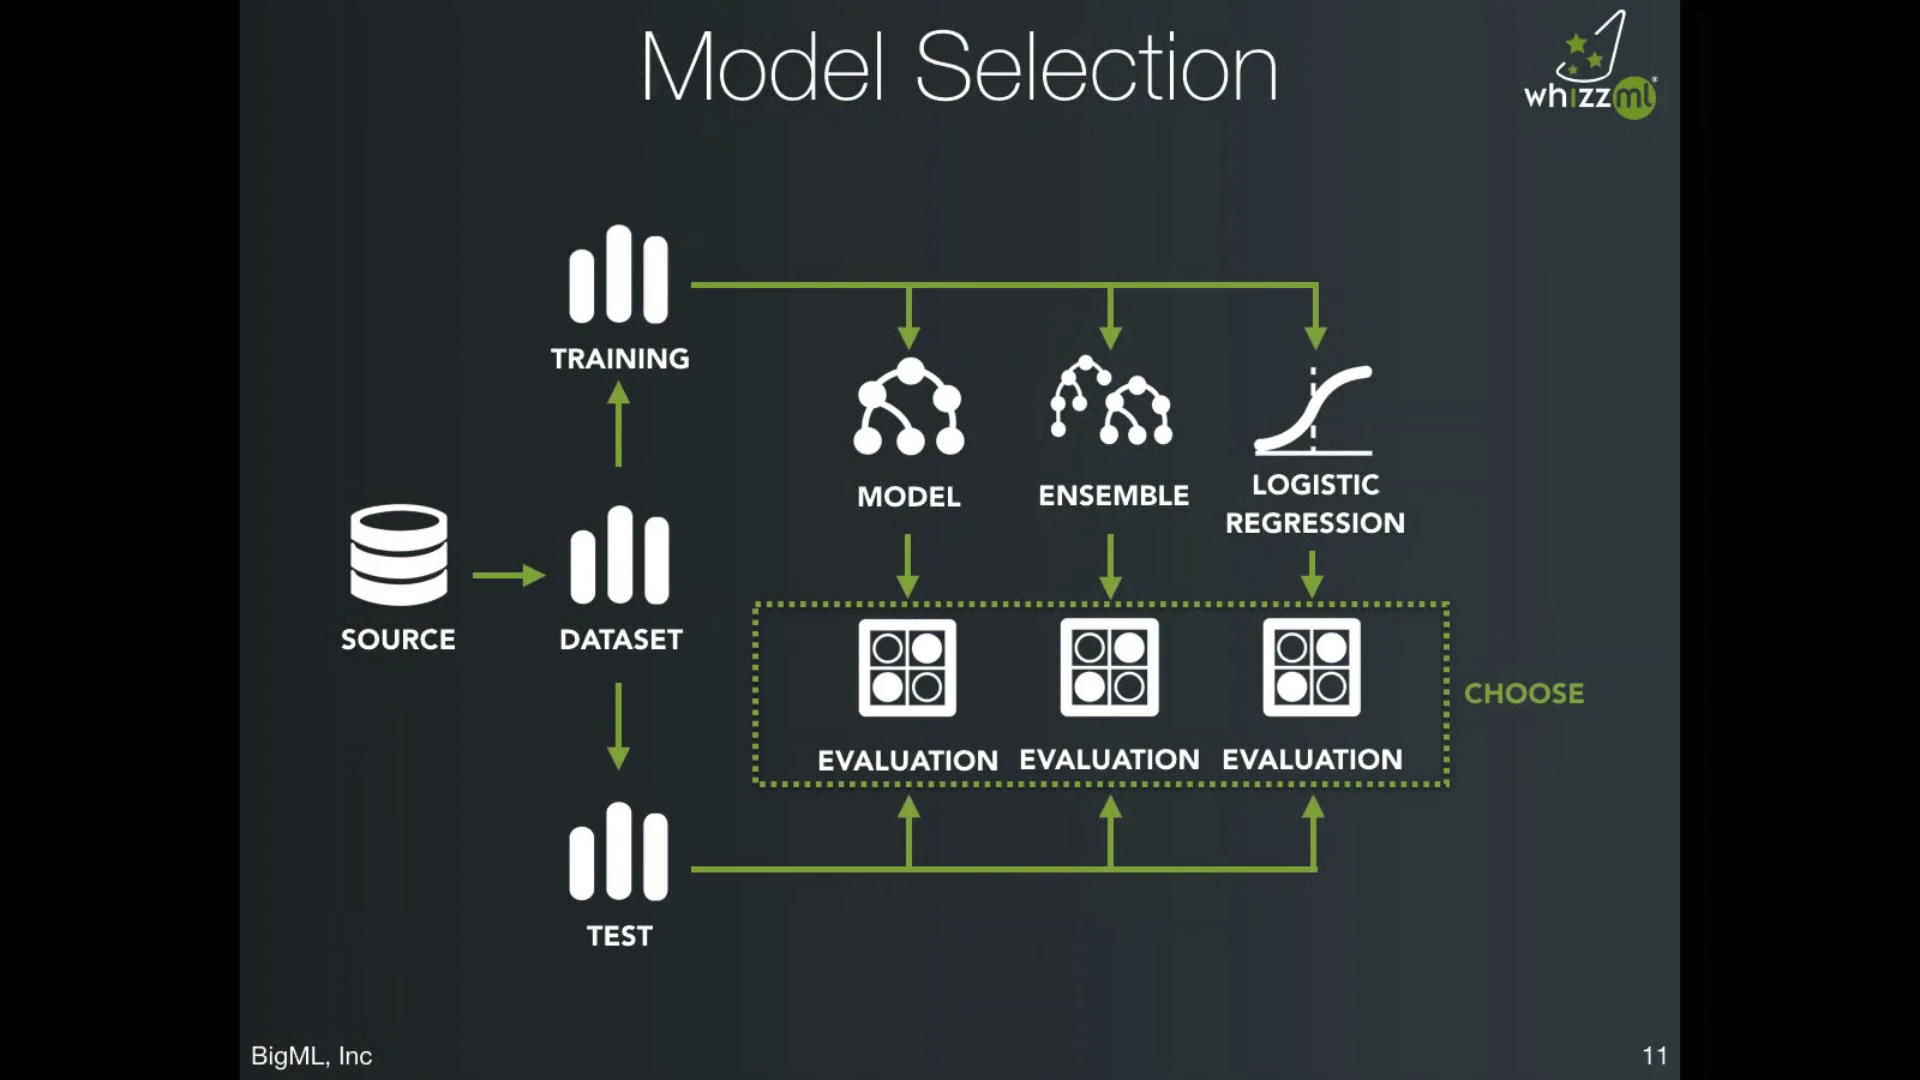 Model Selection
whizzml®
TRAINING
MODEL
ENSEMBLE
LOGISTIC
REGRESSION
SOURCE
DATASET
CHOOSE
EVALUATION
EVALUATION
EVALUATION
TEST
BigML, Inc
11